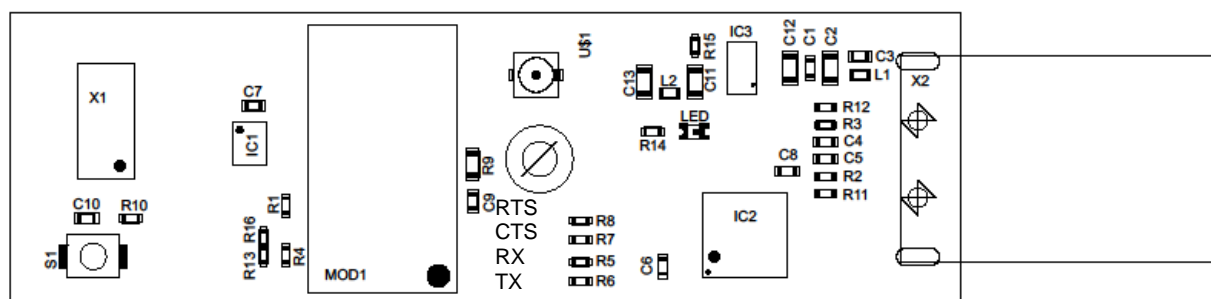 X1
C7
IC1
C10
R10
S1
R1
R16
R13
R4
MOD1
R9
C9
U$1
RTS
CTS
RX
TX
R8
R7
R5
R6
C13
L2
C11
R15
IC3
LED
R14
C12
C1
C2
C3
L1
X2
R12
R3
C4
C5
R2
R11
C8
IC2
C6